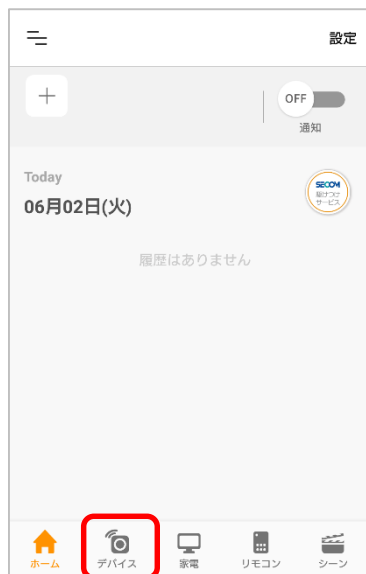 設定
OFF
通知
Today
06月02日(火)
SECOM
駆けつけ
サービス
履歴はありません
ホーム
デバイス
家電
リモコン
シーン